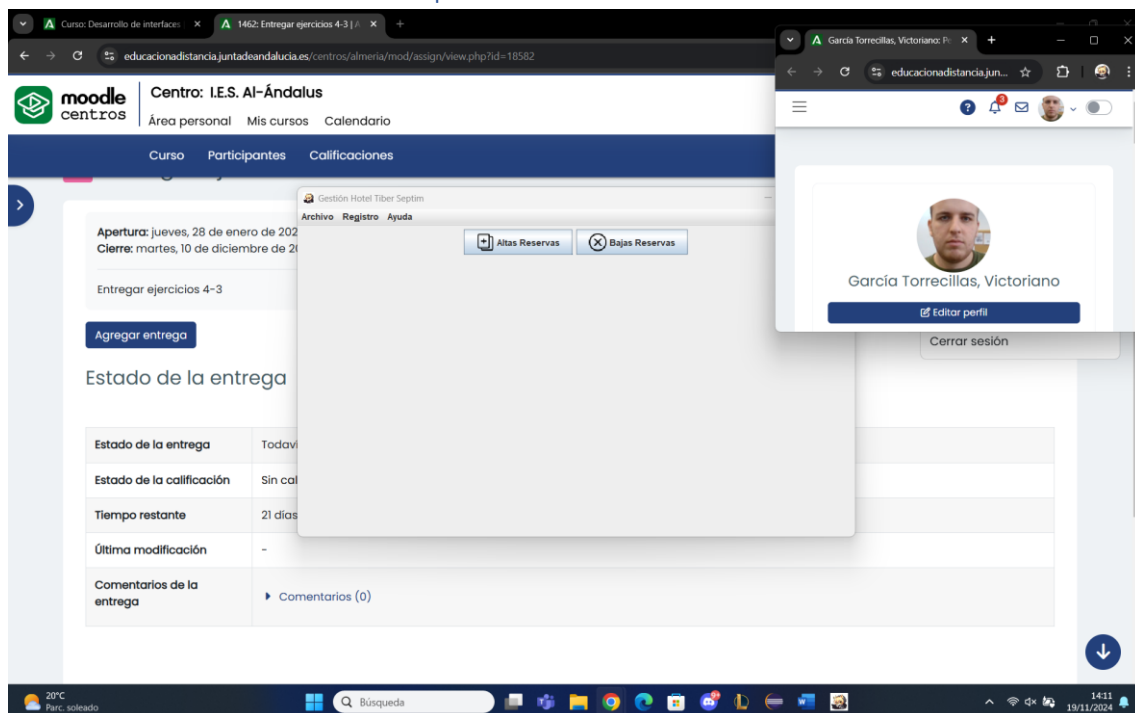 Curso: Desarrollo de interfaces
1462: Entregar ejercicios 4-3 | A
educacionadistancia.juntadeandalucia.es/centros/almeria/mod/assign/view.php?id=18582
García Torrecillas, Victoriano:
educacionadistancia.jun...
moodle
centros
Centro: I.E.S. Al-Ándalus
Área personal Mis cursos Calendario
Curso Participantes Calificaciones
3
Gestión Hotel Tiber Septim
Archivo Registro Ayuda
Altas Reservas Bajas Reservas
Apertura: jueves, 28 de enero de 202
Cierre: martes, 10 de diciembre de 2
Entregar ejercicios 4-3
Agregar entrega
García Torrecillas, Victoriano
Editar perfil
Cerrar sesión
Estado de la entrega
Estado de la entrega Todaví
Estado de la calificación Sin cal
Tiempo restante 21 días
Última modificación -
Comentarios de la
entrega
Comentarios (0)
20°C
Parc. soleado
Búsqueda
14:11
19/11/2024